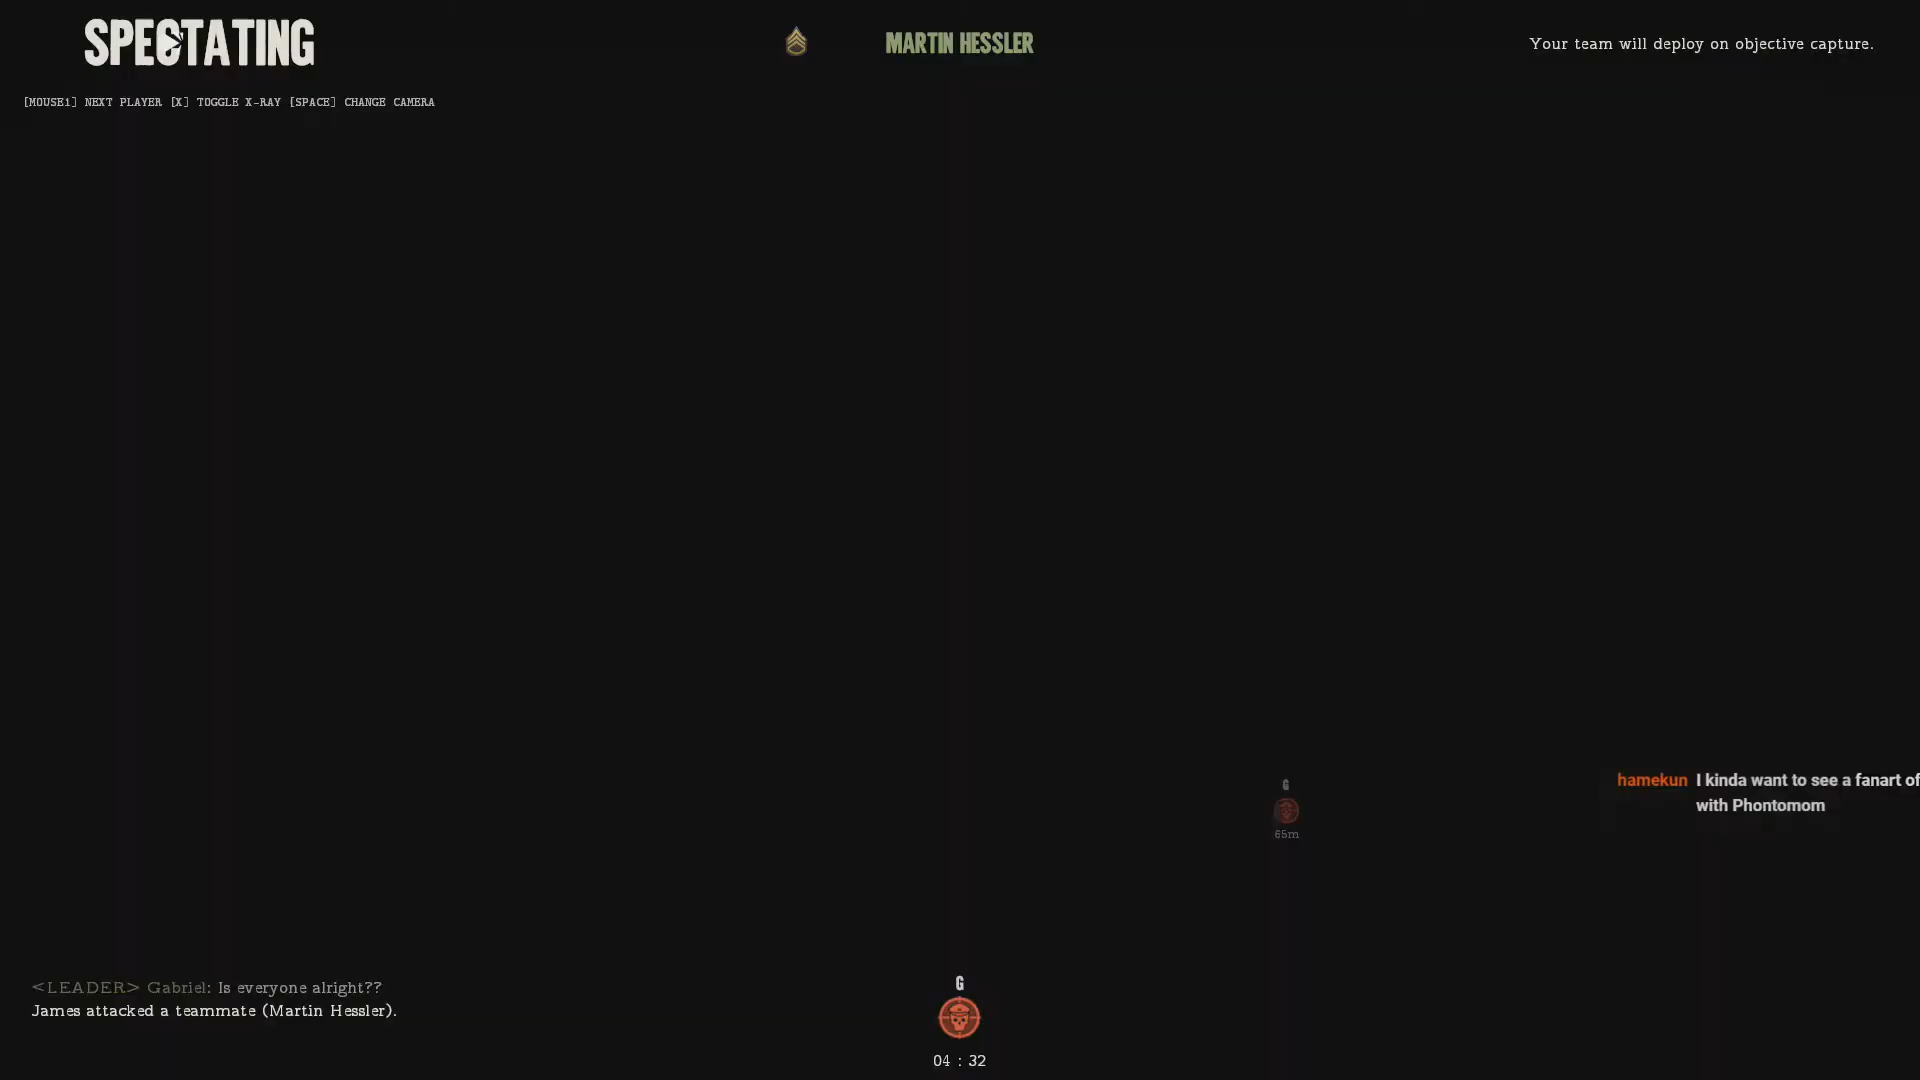 SPECTATING
MARTIN HESSLER
Your team will deploy on objective capture.
[MOUSE1] NEXT PLAYER [X] TOGGLE X-RAY [SPACE] CHANGE CAMERA
G
65m
hamekun I kinda want to see a fanart of
with Phontomom
<LEADER> Gabriel: Is everyone alright??
James attacked a teammate (Martin Hessler).
G
04 : 32